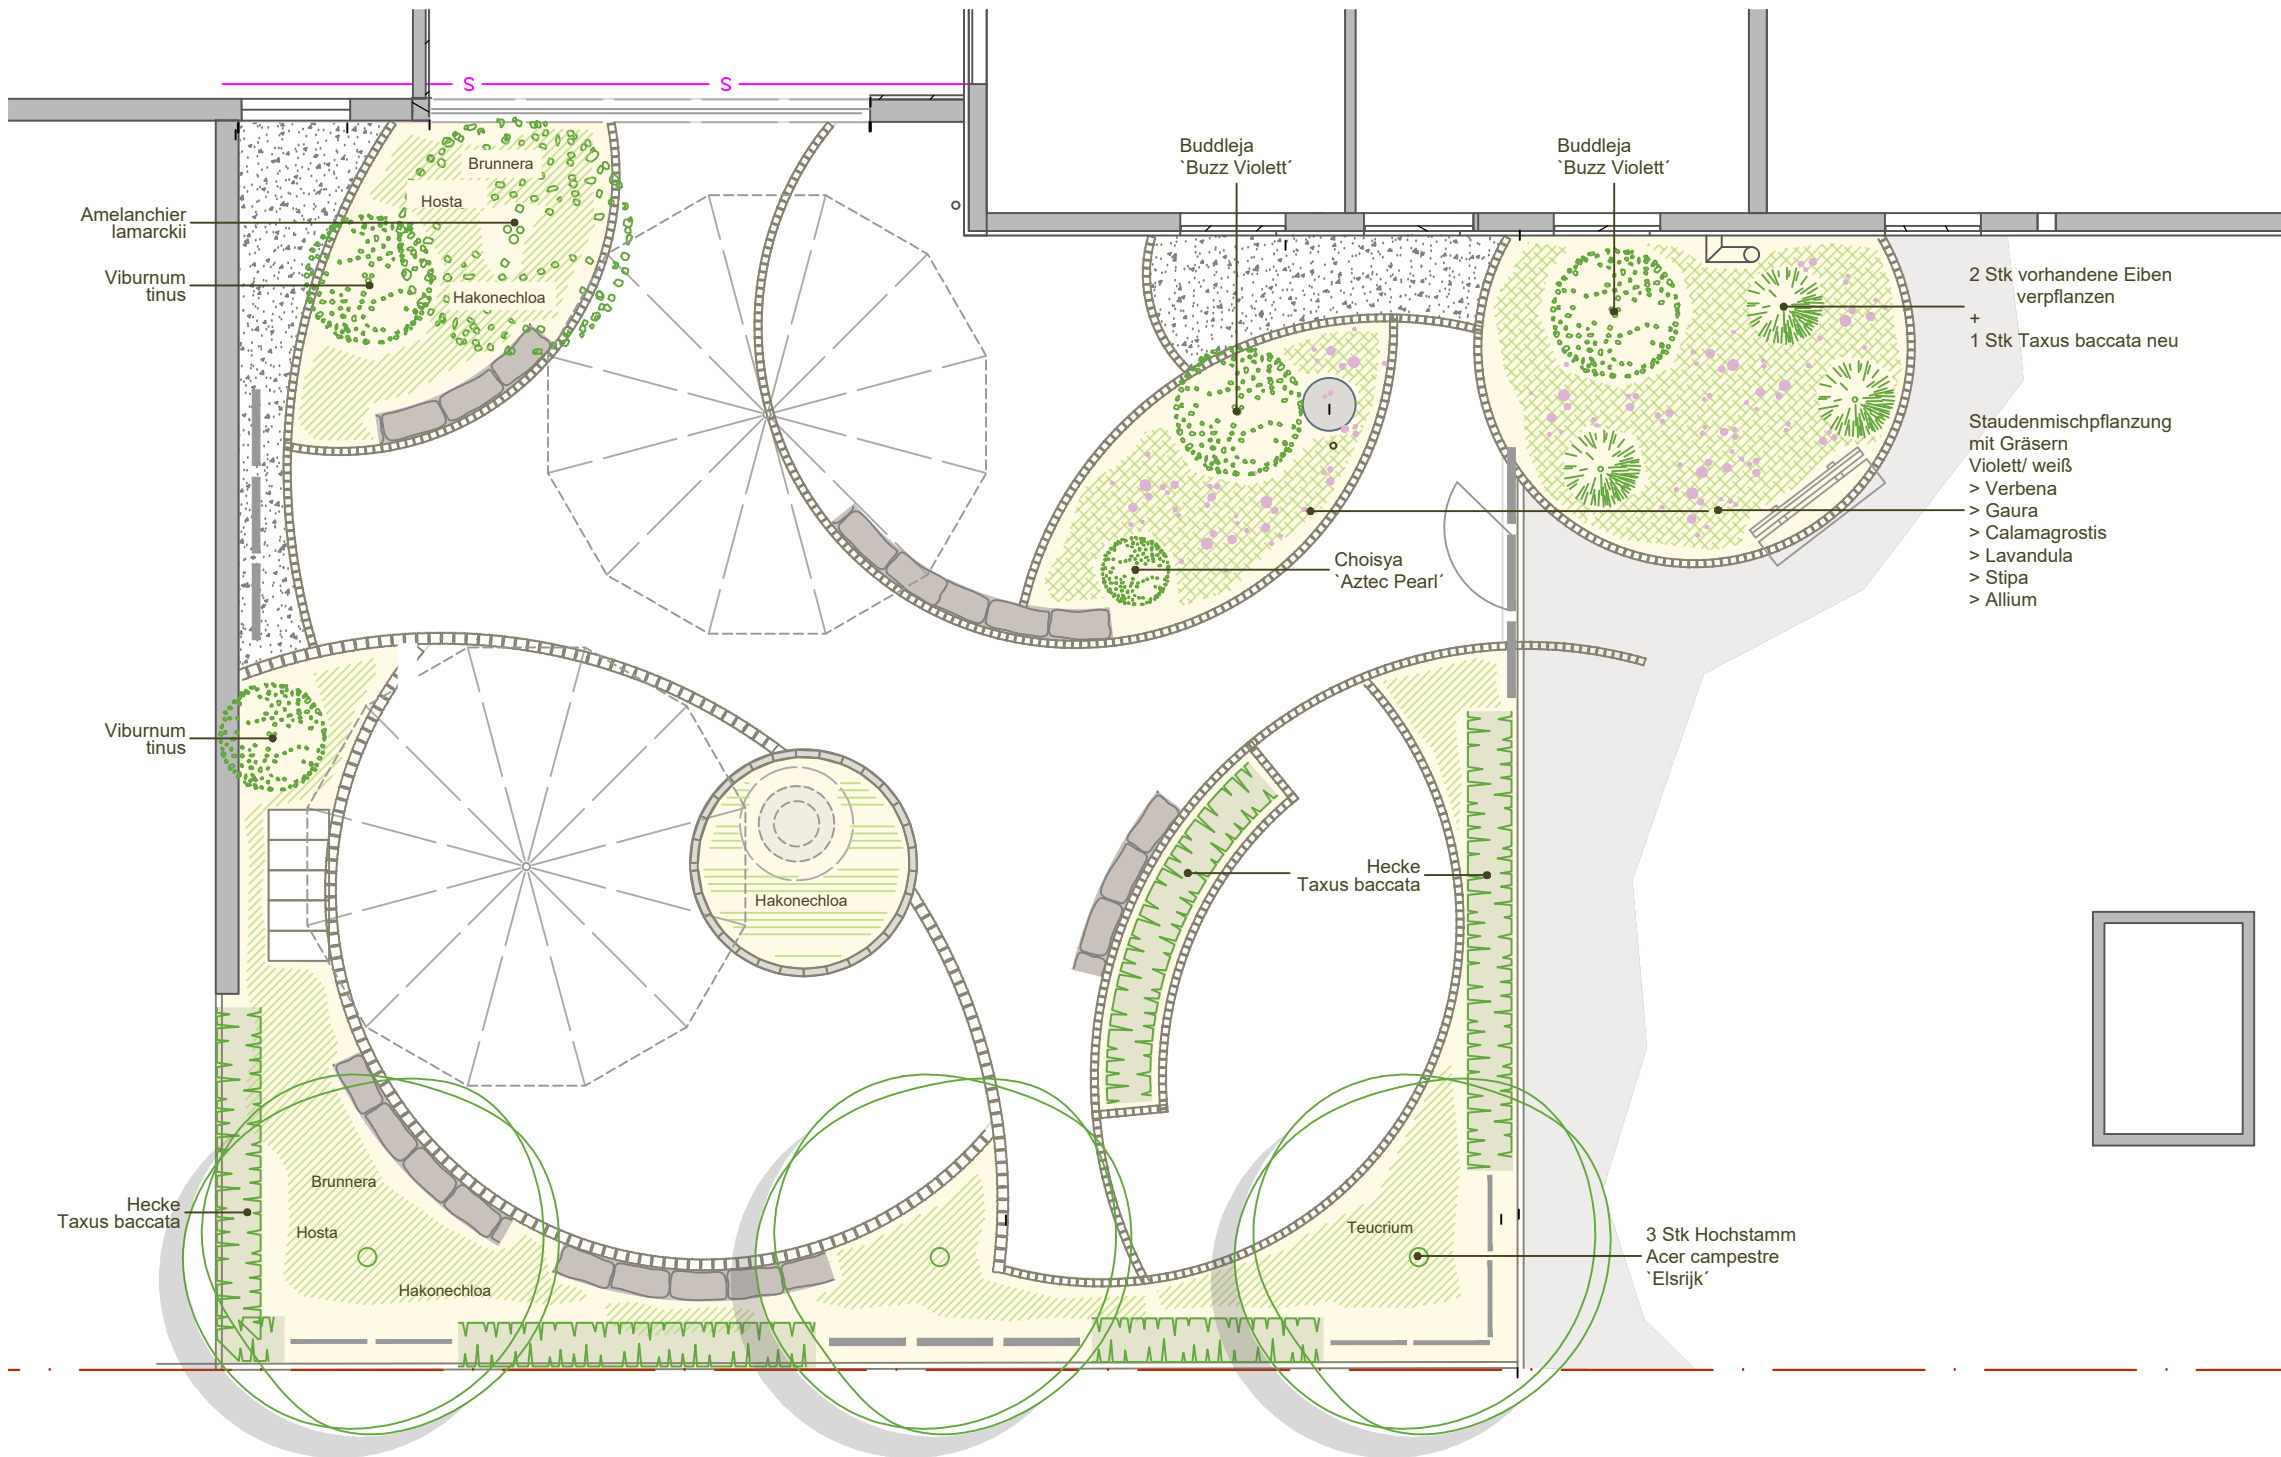 S
S
Brunnera
Hosta
Amelanchier
lamarckii
Viburnum
tinus
Hakonechloa
Buddleja
`Buzz Violett´
Buddleja
`Buzz Violett´
2 Stk vorhandene Eiben
verpflanzen
+
1 Stk Taxus baccata neu
Staudenmischpflanzung
mit Gräsern
Violett/ weiß
> Verbena
> Gaura
> Calamagrostis
> Lavandula
> Stipa
> Allium
Choisya
`Aztec Pearl´
Viburnum
tinus
Hakonechloa
Hecke
Taxus baccata
Hecke
Taxus baccata
Brunnera
Hosta
Hakonechloa
Teucrium
3 Stk Hochstamm
Acer campestre
`Elsrijk´